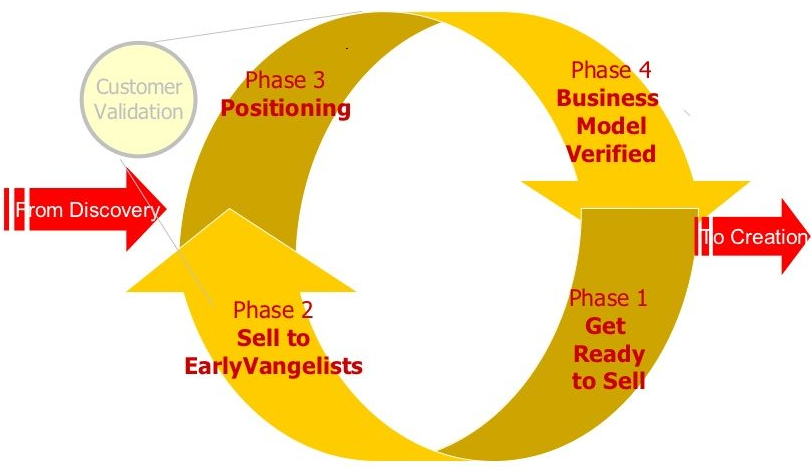 Customer
Validation
Phase 3
Positioning
Phase 4
Business
Model
Verified
From Discovery
To Creation
Phase 2
Sell to
EarlyVangelists
Phase 1
Get
Ready
to Sell